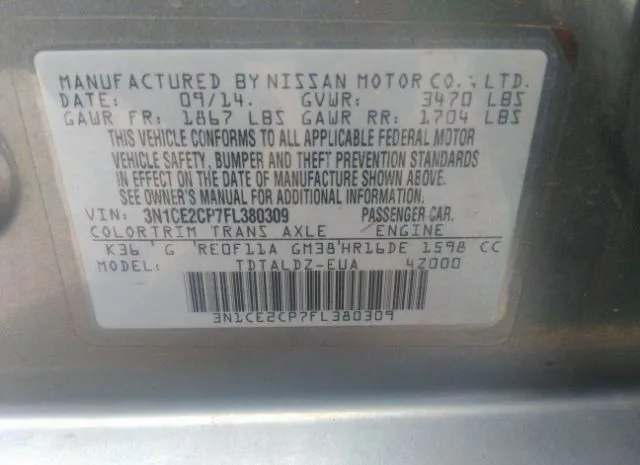 MANUFACTURED BY NISSAN MOTOR CO., LTD.
DATE: 09/14. GVWR: 3470 LBS
GAWR FR: 1867 LBS GAWR RR: 1704 LBS
THIS VEHICLE CONFORMS TO ALL APPLICABLE FEDERAL MOTOR
VEHICLE SAFETY, BUMPER AND THEFT PREVENTION STANDARDS
IN EFFECT ON THE DATE OF MANUFACTURE SHOWN ABOVE.
SEE OWNER'S MANUAL FOR ADDITIONAL INFORMATION.
VIN: 3N1CE2CP7FL380309 PASSENGER CAR.
COLOR TRIM TRANS AXLE ENGINE
K36 ' G 'RE0F11A GM38'HR16DE 1598 CC
MODEL: TDTALDZ-EUA 4Z000
3N1CE2CP7FL380309